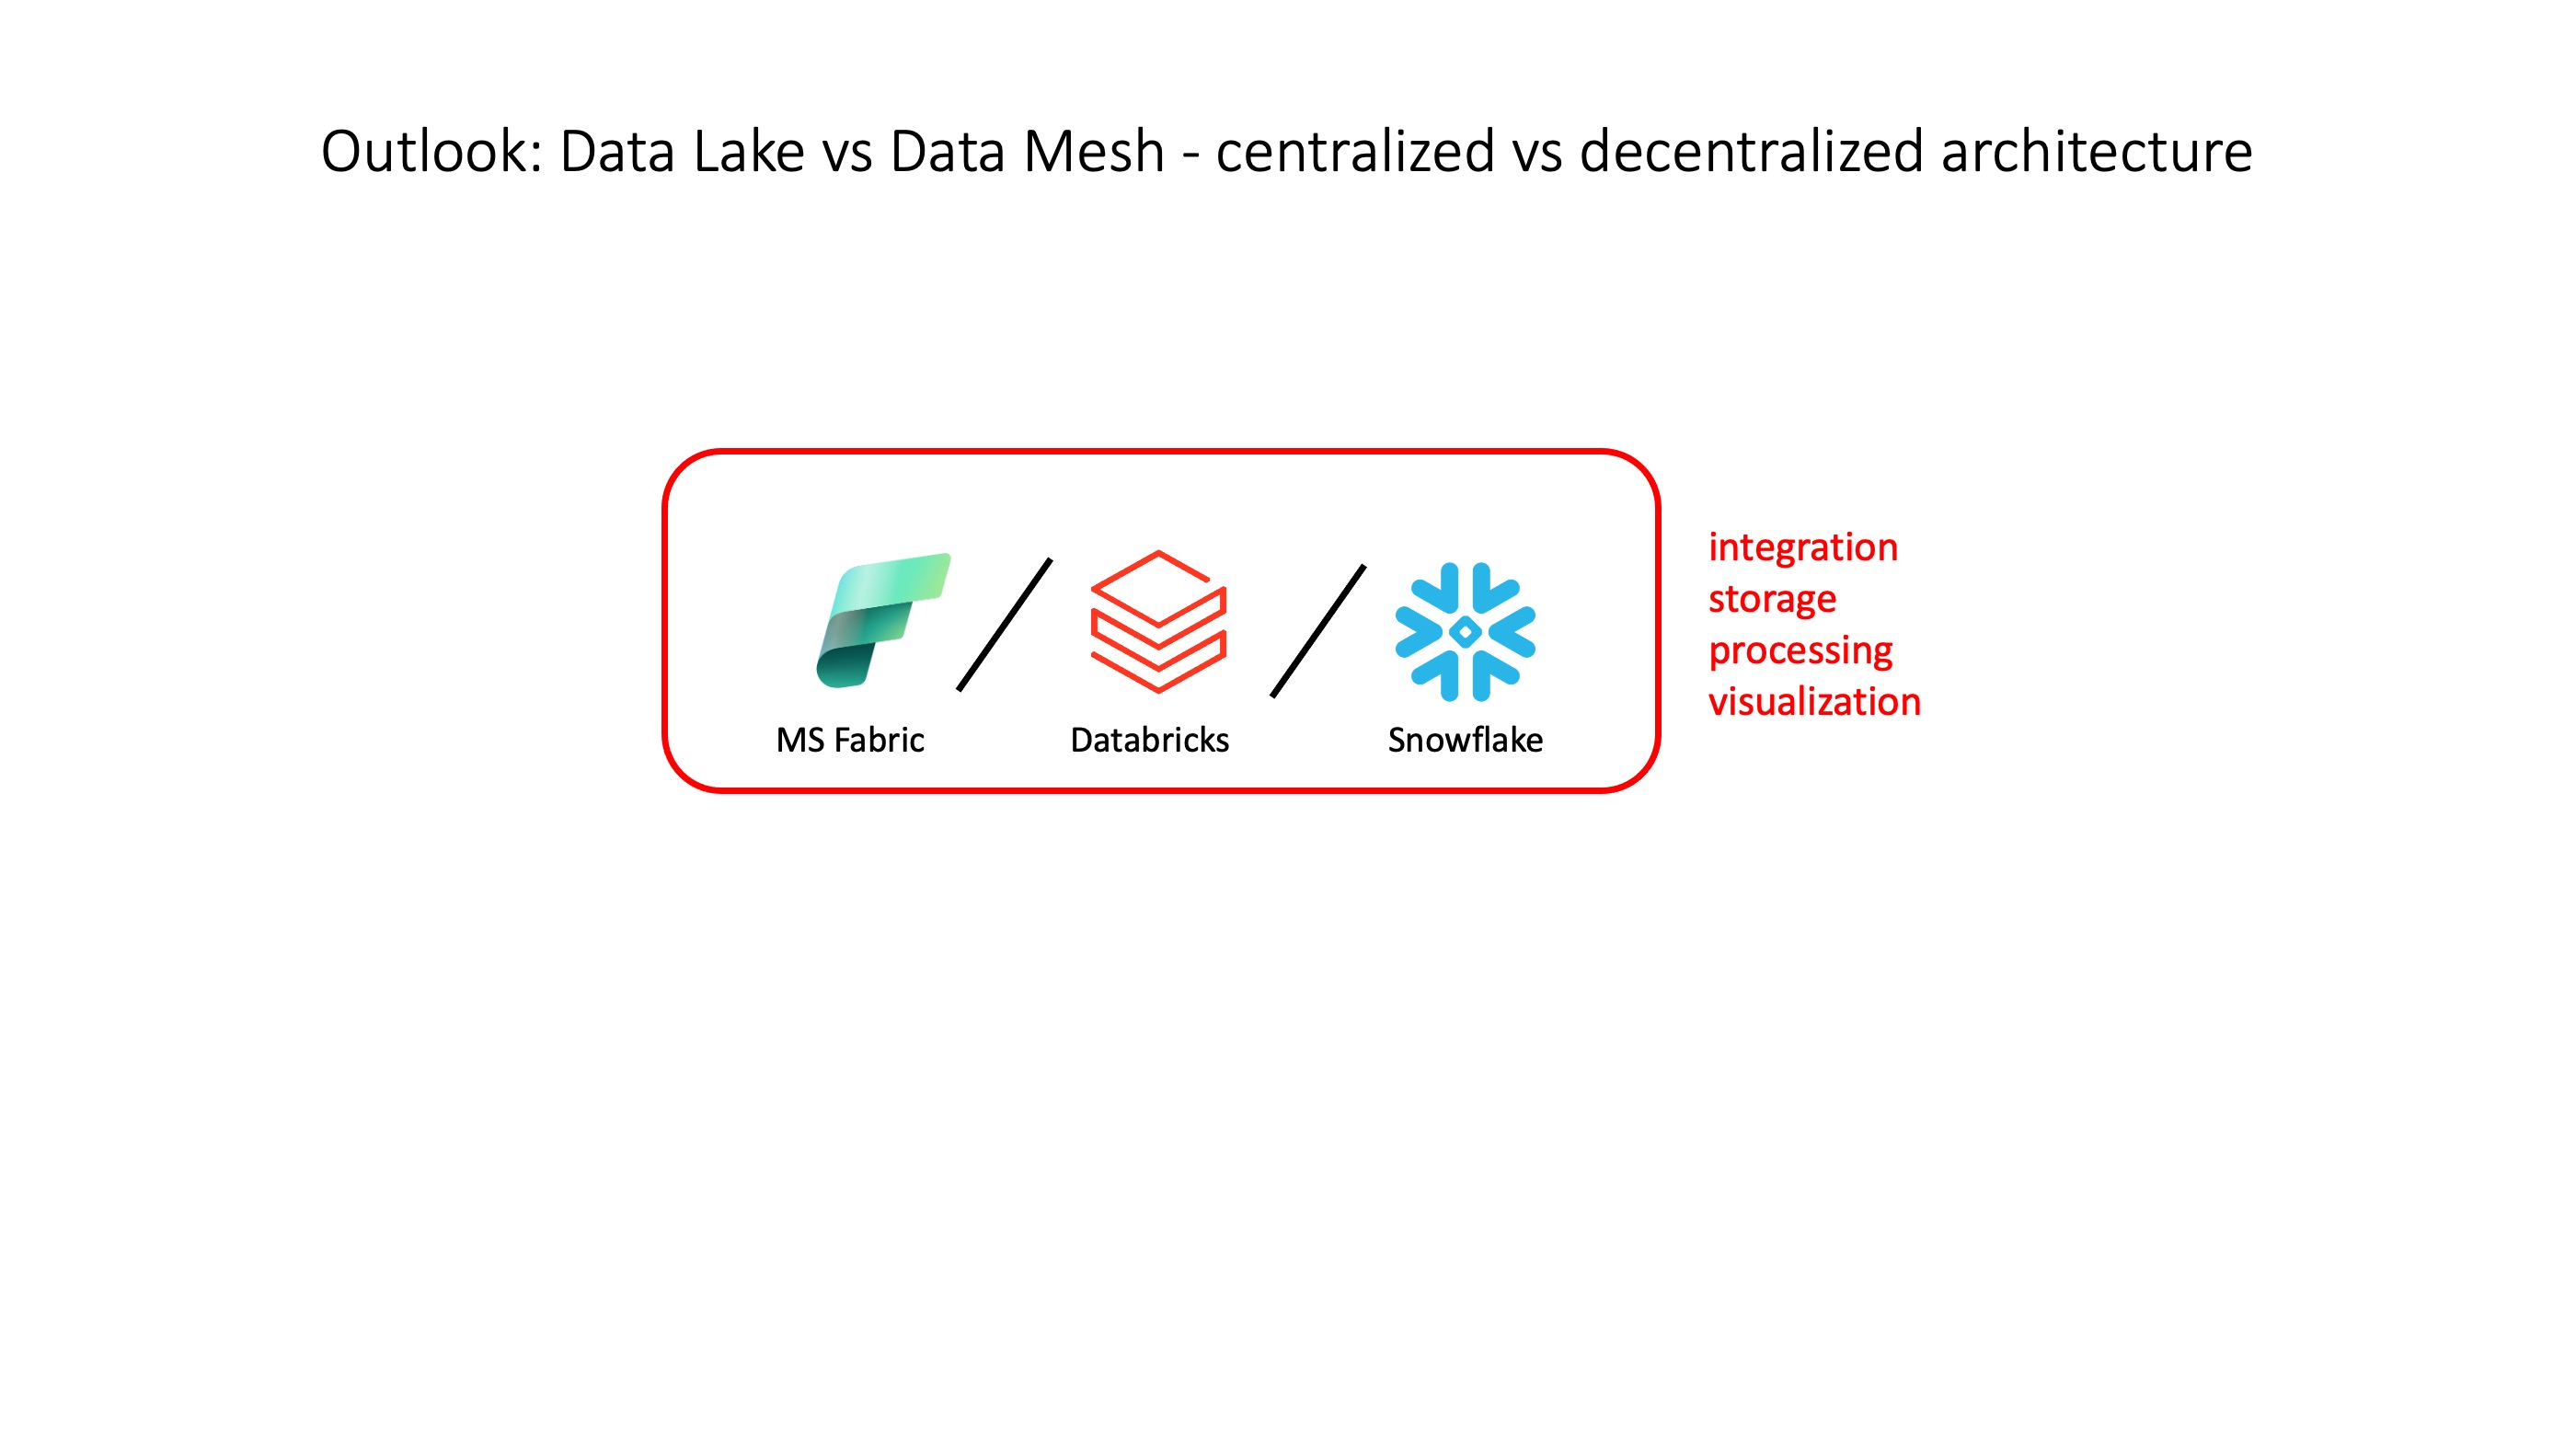 Outlook: Data Lake vs Data Mesh - centralized vs decentralized architecture
integration
storage
processing
visualization
MS Fabric
Databricks
Snowflake